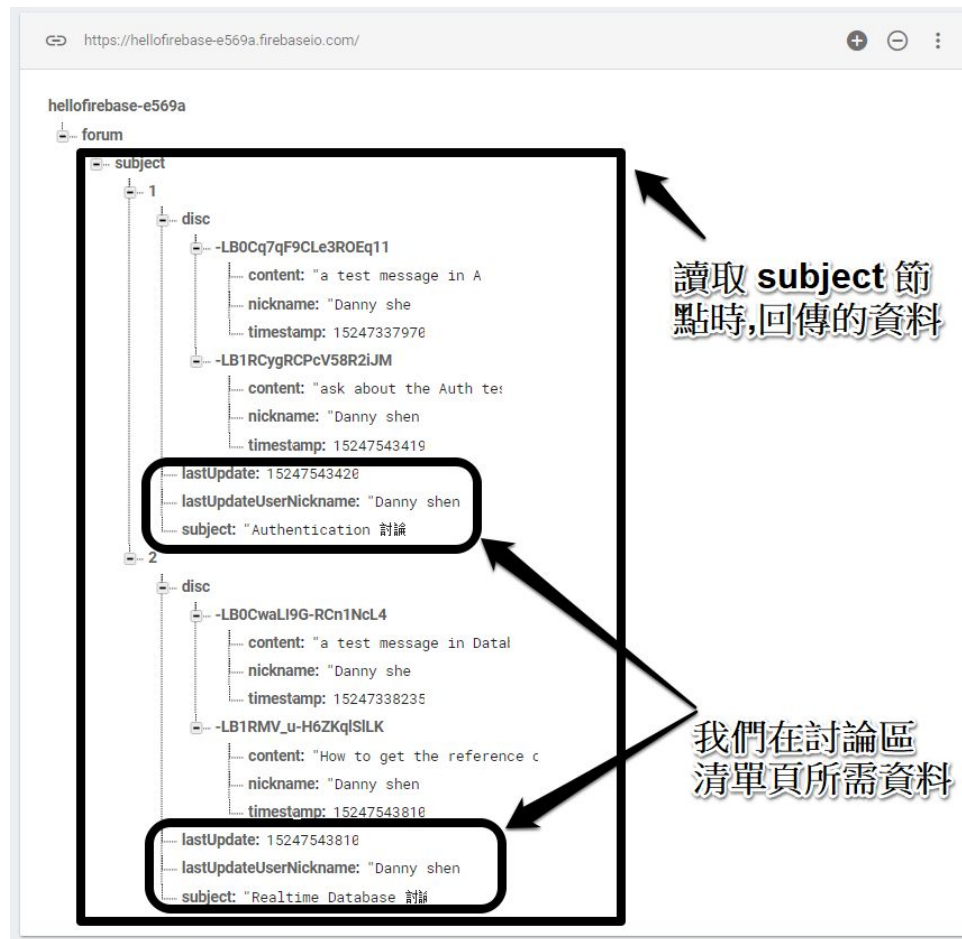 https://hellofirebase-e569a.firebaseio.com/
hellofirebase-e569a
forum
subject
1
disc
-LB0Cq7qF9CLe3ROEq11
content: "a test message in A
nickname: "Danny she
timestamp: 15247337970
-LB1RCygRCPcV58R2iJM
content: "ask about the Auth tes
nickname: "Danny shen
timestamp: 15247543419
lastUpdate: 15247543420
lastUpdateUserNickname: "Danny shen
subject: "Authentication 討論
2
disc
-LB0CwaLI9G-RCn1NcL4
content: "a test message in Datab
nickname: "Danny she
timestamp: 15247338235
-LB1RMV_u-H6ZKqlSlLK
content: "How to get the reference o
nickname: "Danny shen
timestamp: 15247543810
lastUpdate: 15247543810
lastUpdateUserNickname: "Danny shen
subject: "Realtime Database 討論
讀取 subject 節
點時,回傳的資料
我們在討論區
清單頁所需資料